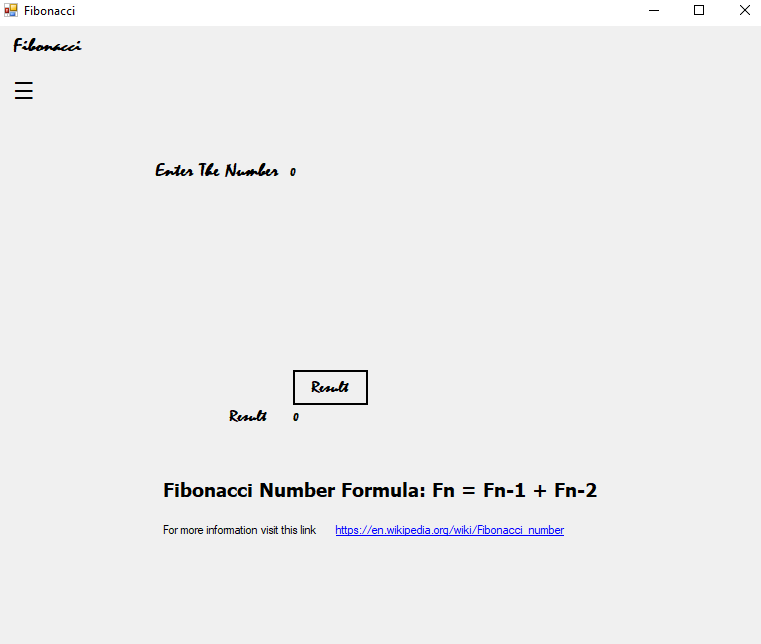 Fibonacci
Fibonacci
Enter The Number 0
Result
Result 0
Fibonacci Number Formula: Fn = Fn-1 + Fn-2
For more information visit this link https://en.wikipedia.org/wiki/Fibonacci_number